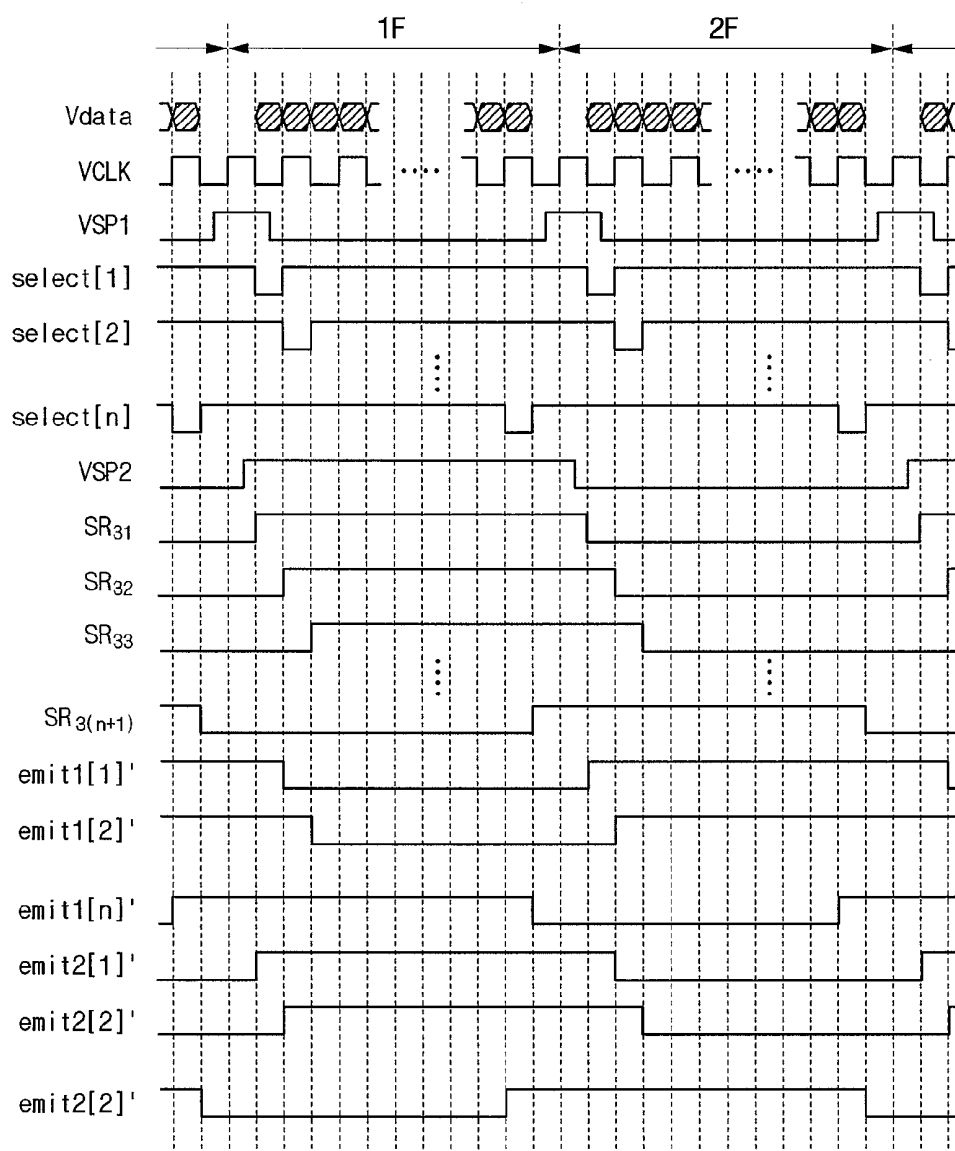 1F 2F
Vdata
VCLK
VSP1
select[1]
select[2]
select[n]
VSP2
SR31
SR32
SR33
SR3(n+1)
emit1[1]'
emit1[2]'
emit1[n]'
emit2[1]'
emit2[2]'
emit2[2]'